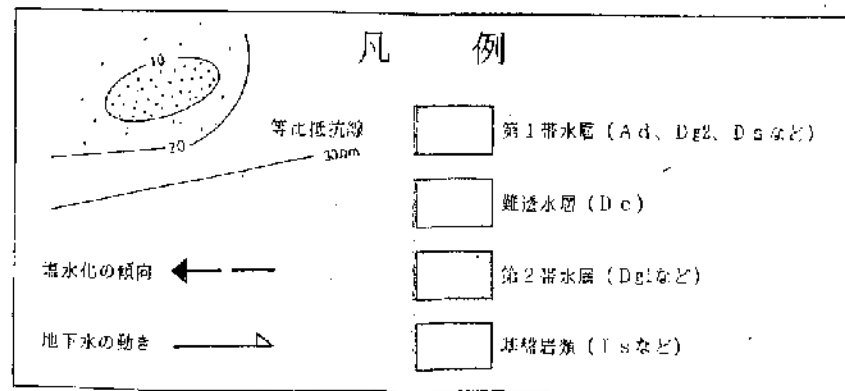 凡例
10
20
30Ωm
等比抵抗線
第1帯水層（Ad、Dg2、Dsなど）
難透水層（Dc）
塩水化の傾向
第2帯水層（Dg1など）
地下水の動き
基盤岩類（Tsなど）